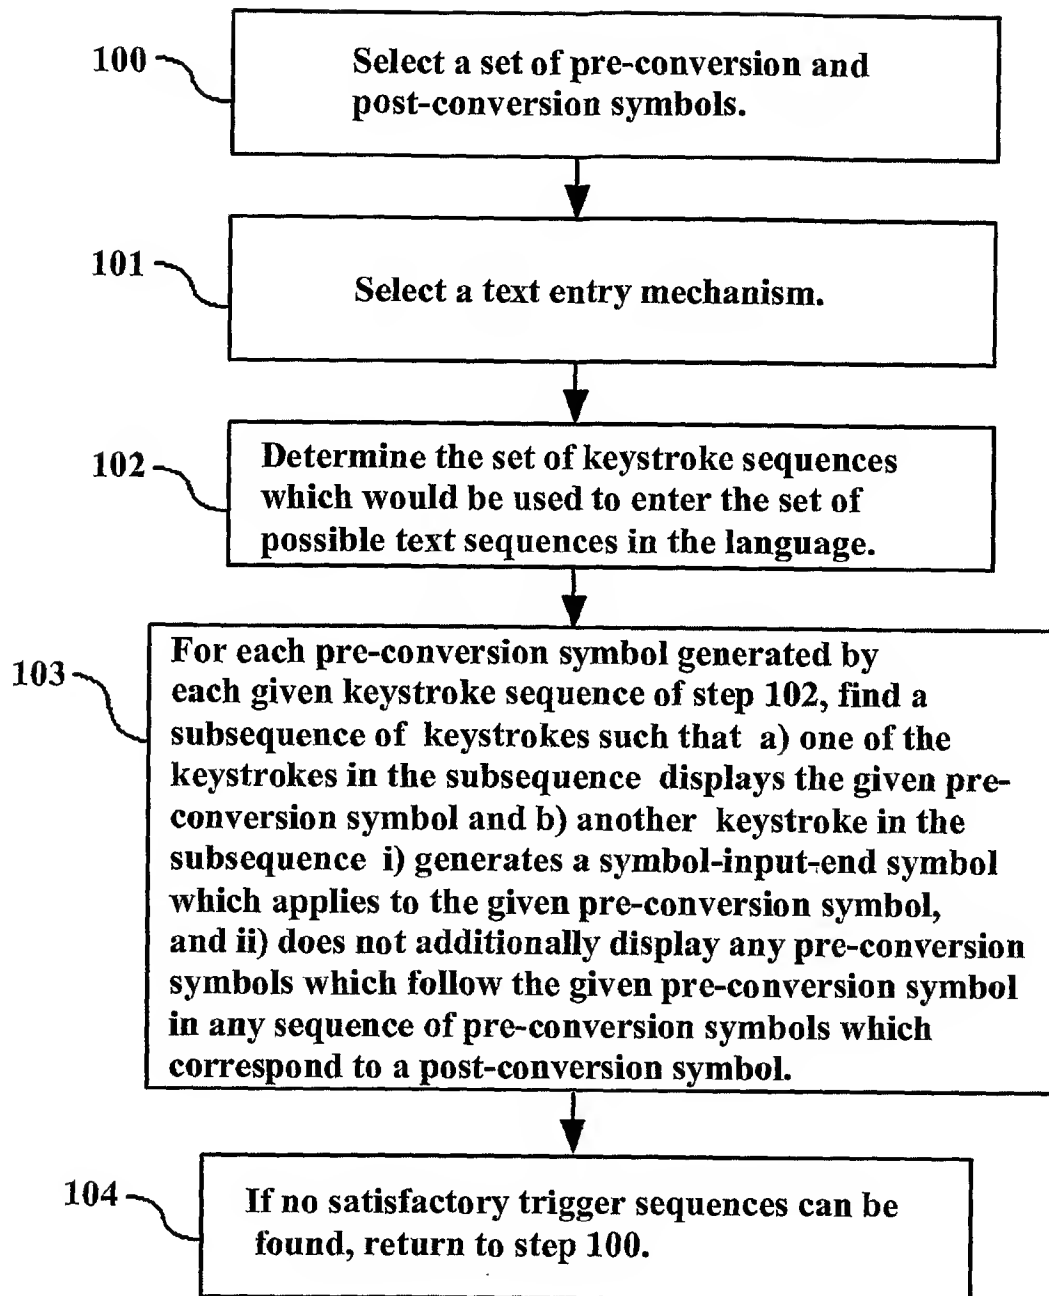 100
Select a set of pre-conversion and
post-conversion symbols.
101
Select a text entry mechanism.
102
Determine the set of keystroke sequences
which would be used to enter the set of
possible text sequences in the language.
103
For each pre-conversion symbol generated by
each given keystroke sequence of step 102, find a
subsequence of keystrokes such that a) one of the
keystrokes in the subsequence displays the given pre-
conversion symbol and b) another keystroke in the
subsequence i) generates a symbol-input-end symbol
which applies to the given pre-conversion symbol,
and ii) does not additionally display any pre-conversion
symbols which follow the given pre-conversion symbol
in any sequence of pre-conversion symbols which
correspond to a post-conversion symbol.
104
If no satisfactory trigger sequences can be
found, return to step 100.